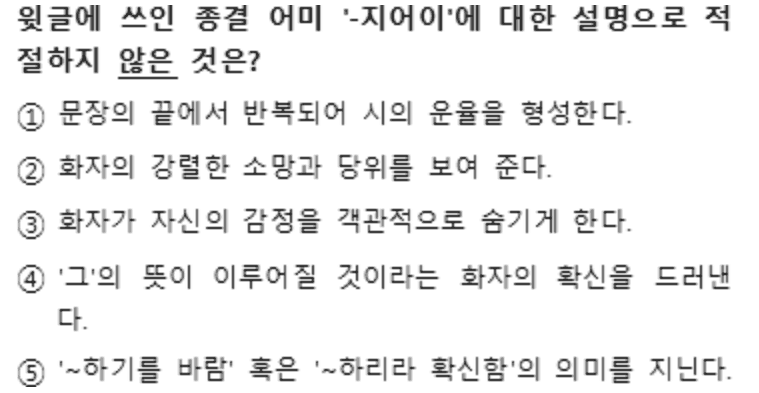 윗글에 쓰인 종결 어미 '-지어이'에 대한 설명으로 적
절하지 않은 것은?
① 문장의 끝에서 반복되어 시의 운율을 형성한다.
② 화자의 강렬한 소망과 당위를 보여 준다.
③ 화자가 자신의 감정을 객관적으로 숨기게 한다.
④ '그'의 뜻이 이루어질 것이라는 화자의 확신을 드러낸
다.
⑤ '~하기를 바람' 혹은 '~하리라 확신함'의 의미를 지닌다.